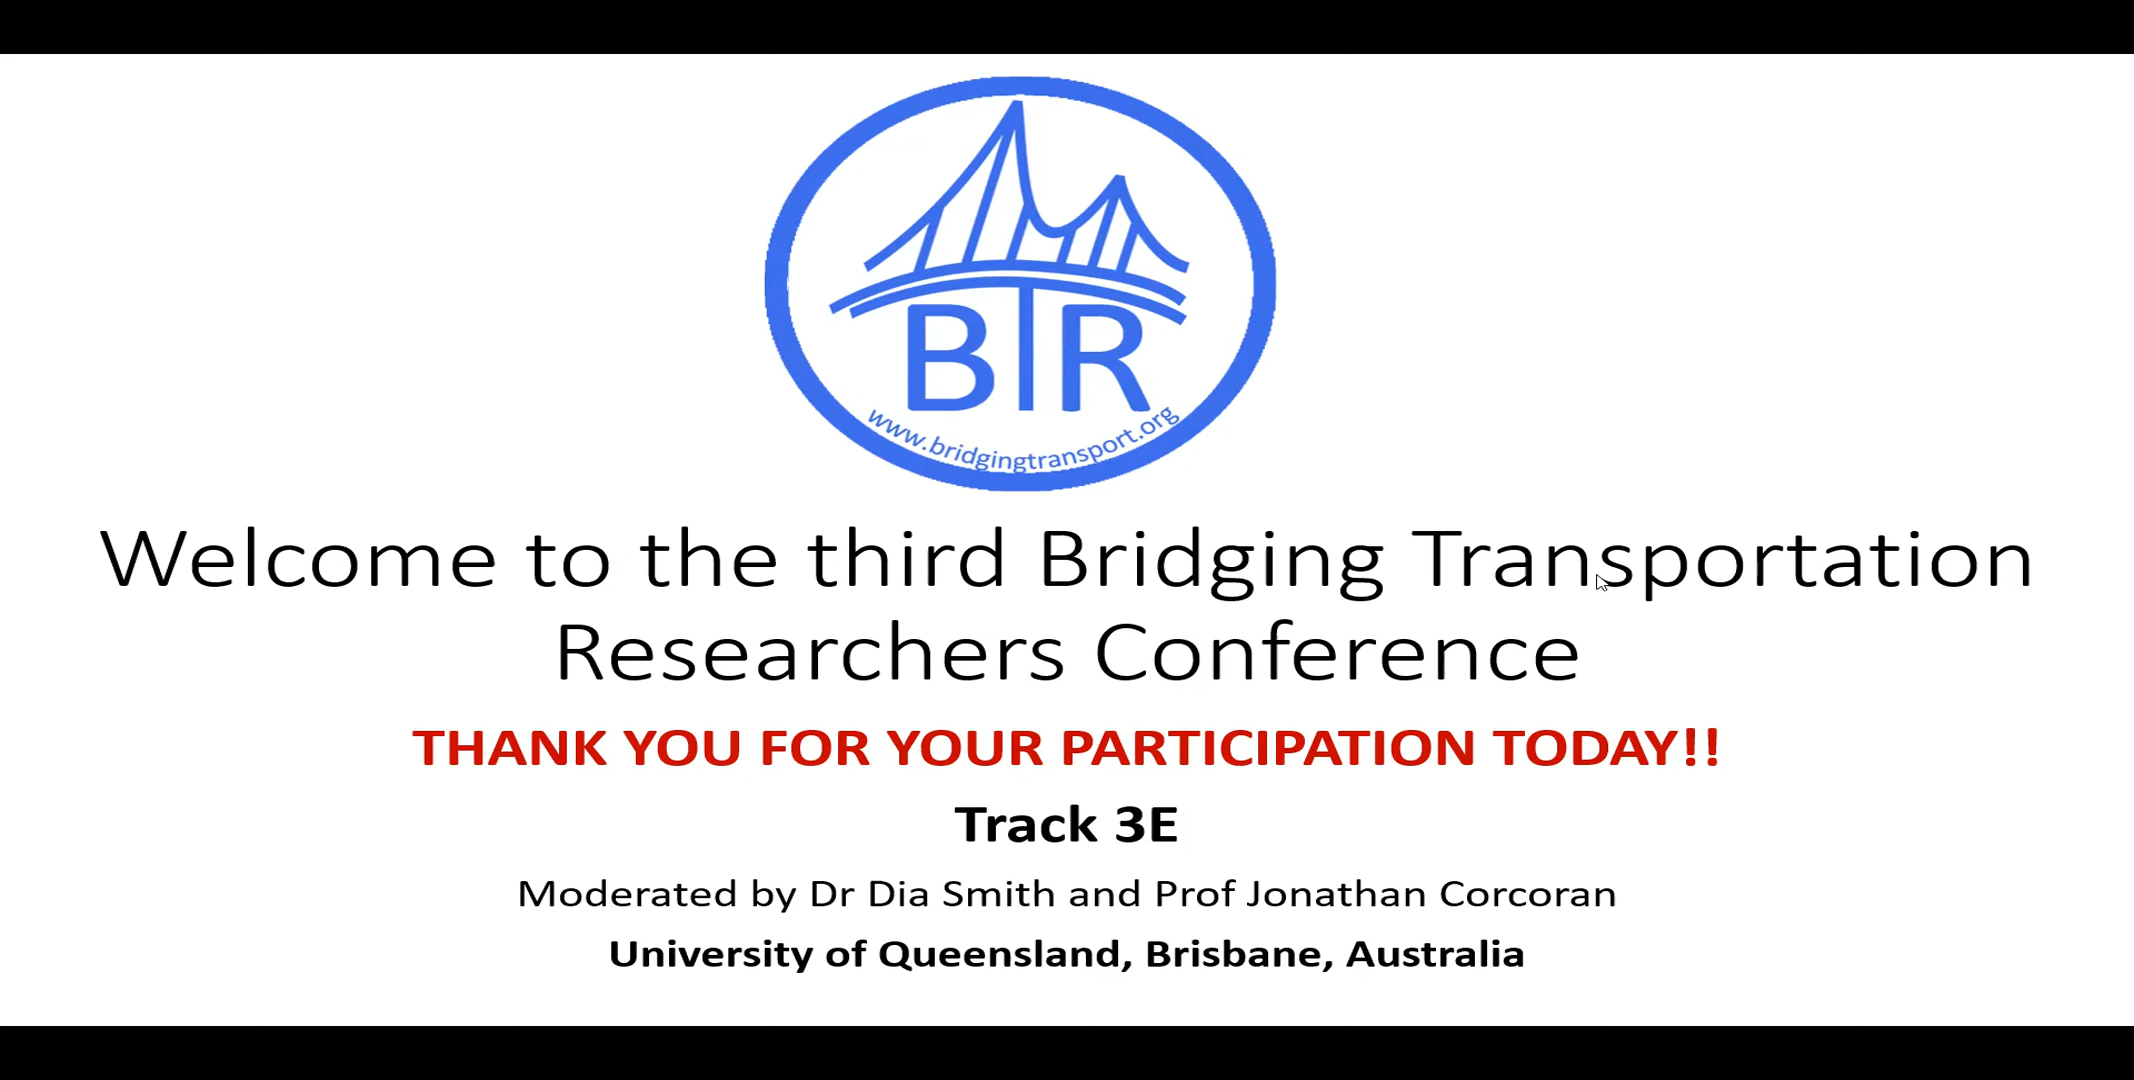 BTR
www.bridgingtransport.org
Welcome to the third Bridging Transportation
Researchers Conference
THANK YOU FOR YOUR PARTICIPATION TODAY!!
Track 3E
Moderated by Dr Dia Smith and Prof Jonathan Corcoran
University of Queensland, Brisbane, Australia